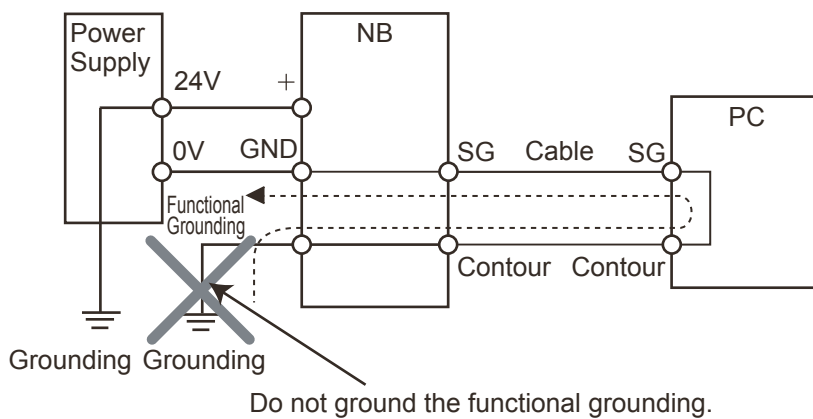 Power
Supply
NB
24V
+
PC
0V
GND
SG
Cable
SG
Functional
Grounding
Contour
Contour
Grounding
Grounding
Do not ground the functional grounding.